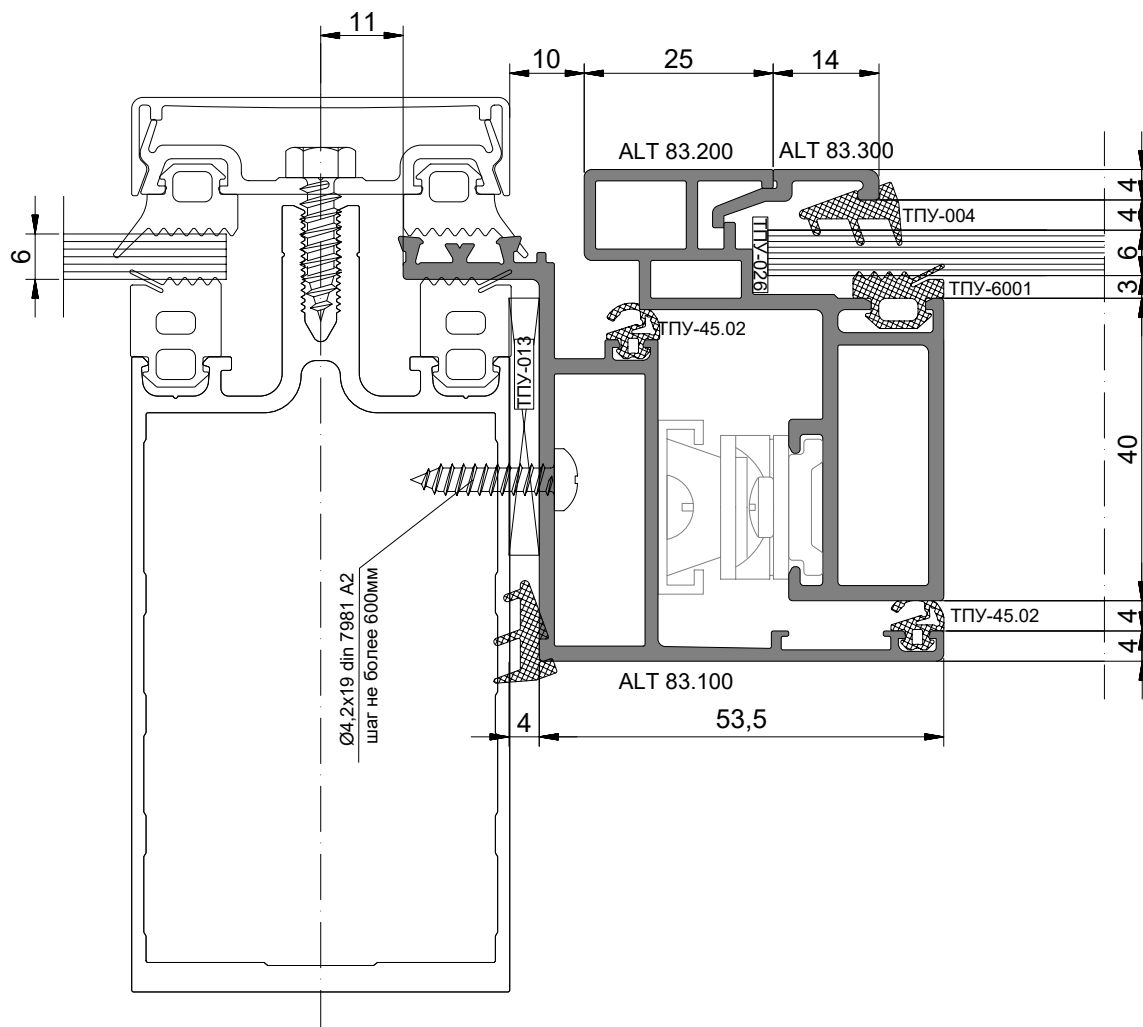 11
10
25
14
ALT 83.200
ALT 83.300
4
4
6
3
40
4
4
6
ТПУ-004
ТПУ-026
ТПУ-6001
ТПУ-45.02
ТПУ-013
Ø4,2x19 din 7981 A2
шаг не более 600мм
ТПУ-45.02
ALT 83.100
4
53,5